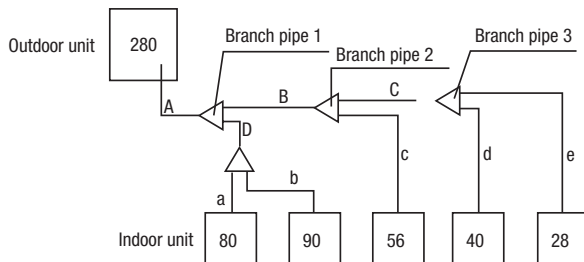 Outdoor unit
280
Branch pipe 1
Branch pipe 2
Branch pipe 3
A
B
C
D
a
b
c
d
e
Indoor unit
80
90
56
40
28